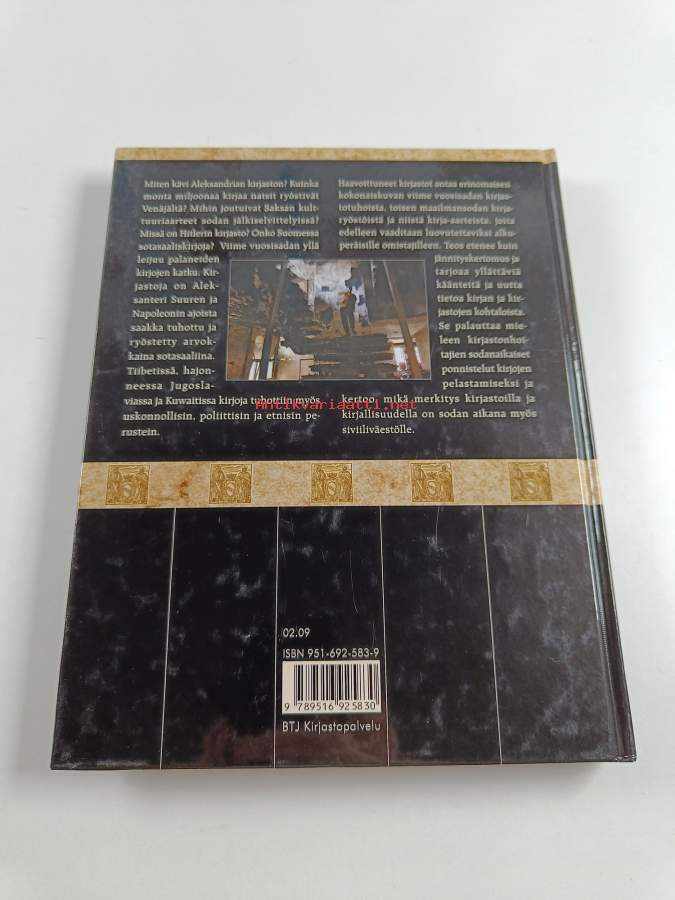 Miten kävi Aleksandrian kirjaston? Kuinka
monta miljoonaa kirjaa natsit ryöstivät
Venäjältä? Mihin joutuivat Saksan kult-
tuuriaarteet sodan jälkiselvittelyissä?
Missä on Hitlerin kirjasto? Onko Suomessa
sotasaaliskirjoja? Viime vuosisadan yllä
leijuu palaneiden
kirjojen katku. Kir-
jastoja on Alek-
santeri Suuren ja
Napoleonin ajoista
saakka tuhottu ja
ryöstetty arvok-
kaina sotasaaliina.
Tiibetissä, hajon-
neessa Jugosla-
viassa ja Kuwaitissa kirjoja tuhottiin myös
uskonnollisin, poliittisin ja etnisin pe-
rustein.
Haavoittuneet kirjastot antaa erinomaisen
kokonaiskuvan viime vuosisadan kirjas-
totuhoista, toisen maailmansodan kirja-
ryöstöistä ja niistä kirja-aarteista, joita
edelleen vaaditaan luovutettaviksi alku-
peräisille omistajilleen. Teos etenee kuin
jännityskertomus ja
tarjoaa yllättäviä
käänteitä ja uutta
tietoa kirjan ja kir-
jastojen kohtaloista.
Se palauttaa mie-
leen kirjastonhoi-
tajien sodanaikaiset
ponnistelut kirjojen
pelastamiseksi ja
kertoo, mikä merkitys kirjastoilla ja
kirjallisuudella on sodan aikana myös
siviiliväestölle.
Antikvariaatti.net
02.09
ISBN 951-692-583-9
9 789516 925830
BTJ Kirjastopalvelu